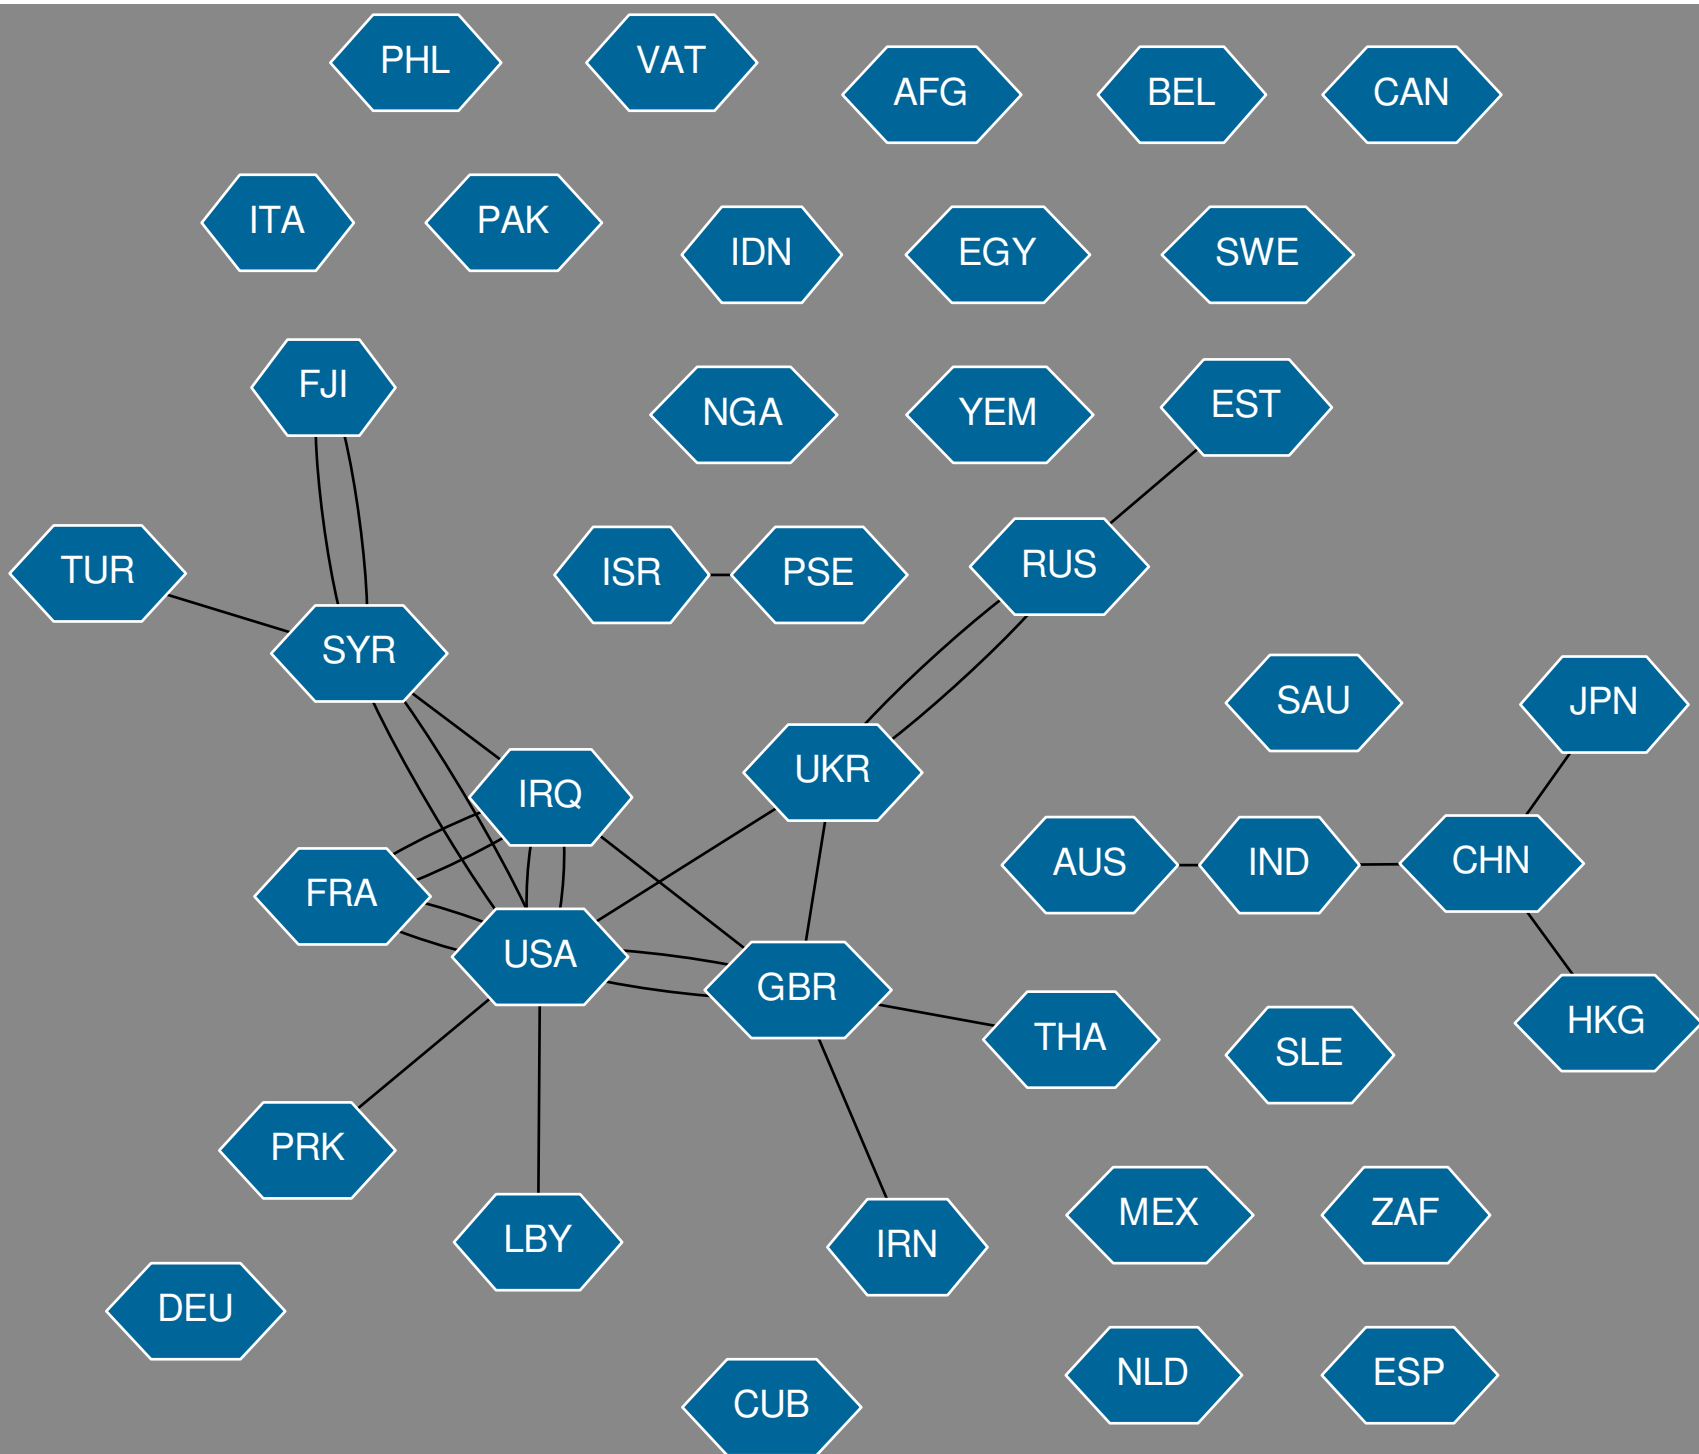 PHL
VAT
AFG
BEL
CAN
ITA
PAK
IDN
EGY
SWE
FJI
NGA
YEM
EST
TUR
ISR
PSE
RUS
SYR
SAU
JPN
IRQ
UKR
FRA
AUS
IND
CHN
USA
GBR
THA
SLE
HKG
PRK
LBY
IRN
MEX
ZAF
DEU
CUB
NLD
ESP